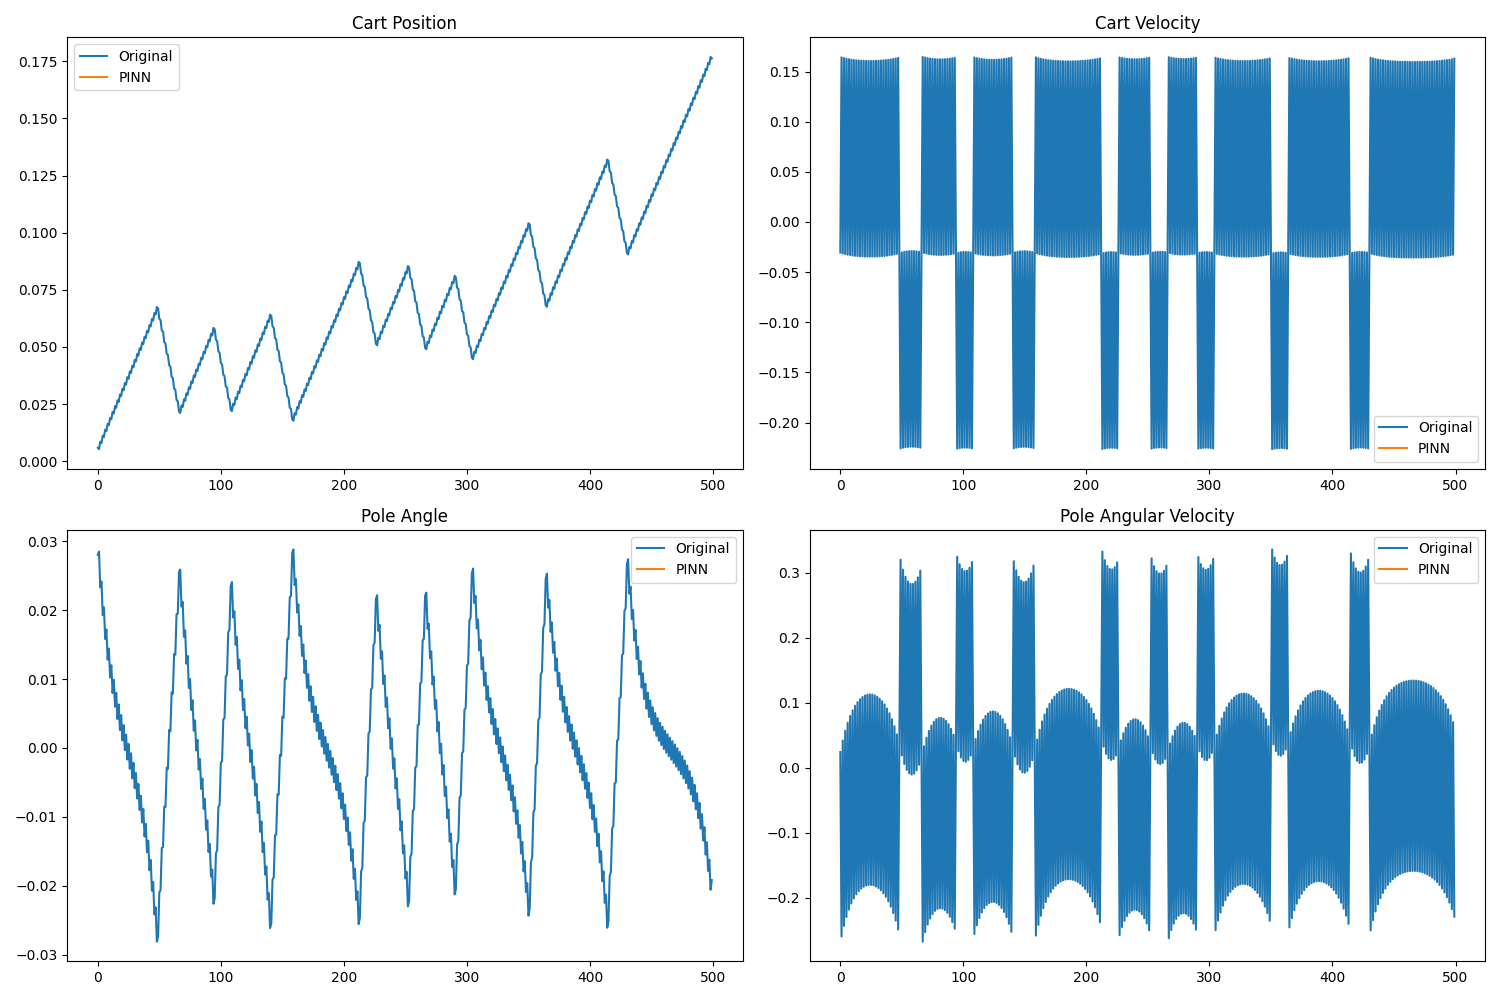 Cart Position
0.175
0.150
0.125
0.100
0.075
0.050
0.025
0.000
0 100 200 300 400 500
Original
PINN
Cart Velocity
0.15
0.10
0.05
0.00
−0.05
−0.10
−0.15
−0.20
0 100 200 300 400 500
Original
PINN
Pole Angle
0.03
0.02
0.01
0.00
−0.01
−0.02
−0.03
0 100 200 300 400 500
Original
PINN
Pole Angular Velocity
0.3
0.2
0.1
0.0
−0.1
−0.2
0 100 200 300 400 500
Original
PINN